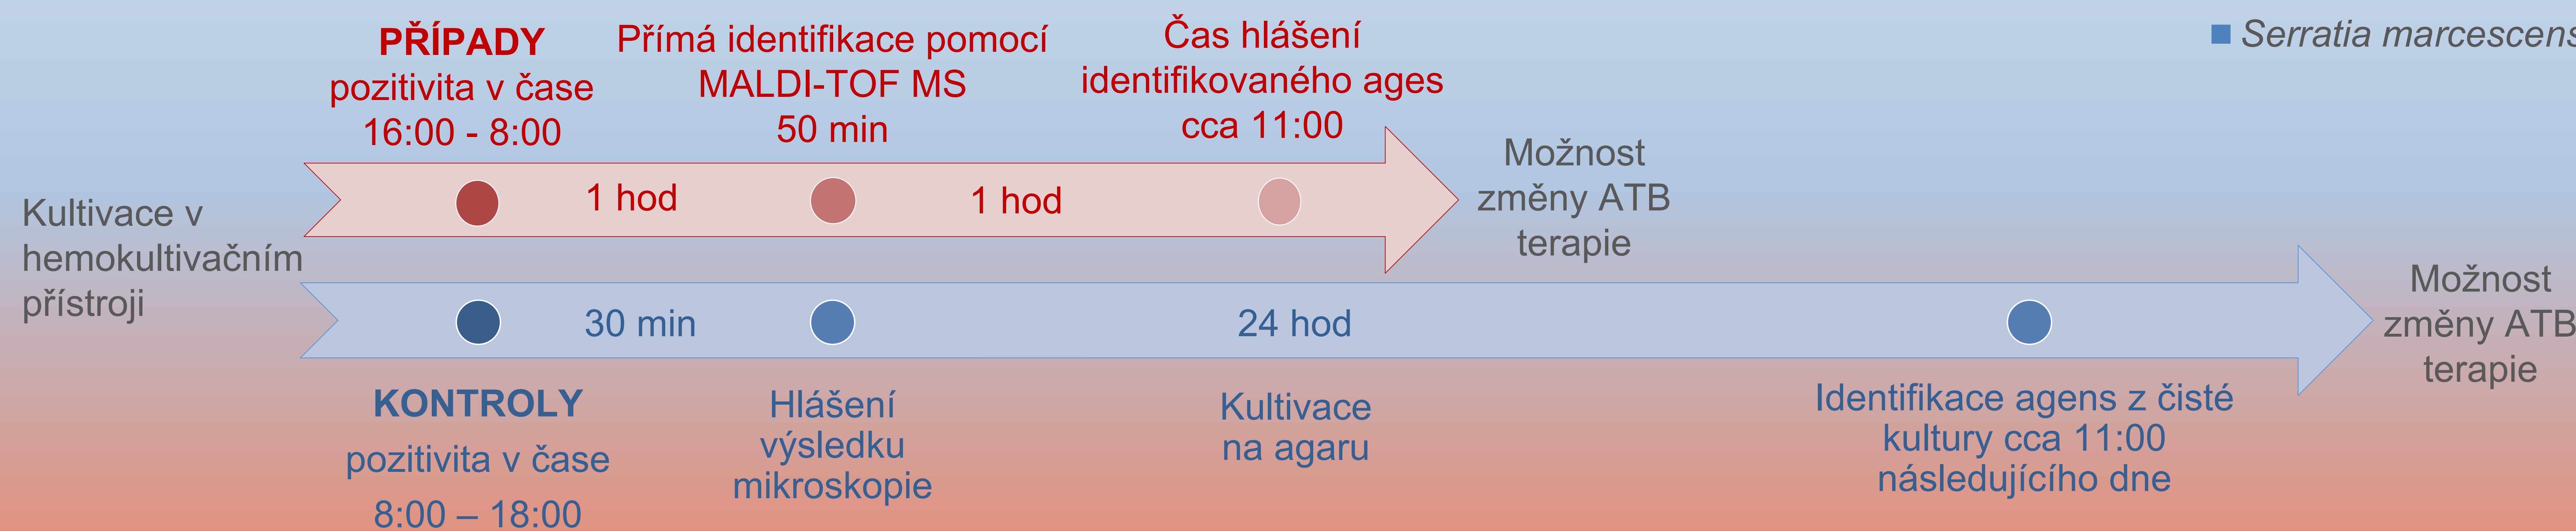 PŘÍPADY
pozitivita v čase
16:00 - 8:00
Přímá identifikace pomocí
MALDI-TOF MS
50 min
Čas hlášení
identifikovaného ages
cca 11:00
Serratia marcescens
Kultivace v
hemokultivačním
přístroji
1 hod
1 hod
Možnost
změny ATB
terapie
30 min
24 hod
Možnost
změny ATB
terapie
KONTROLY
pozitivita v čase
8:00 – 18:00
Hlášení
výsledku
mikroskopie
Kultivace
na agaru
Identifikace agens z čisté
kultury cca 11:00
následujícího dne